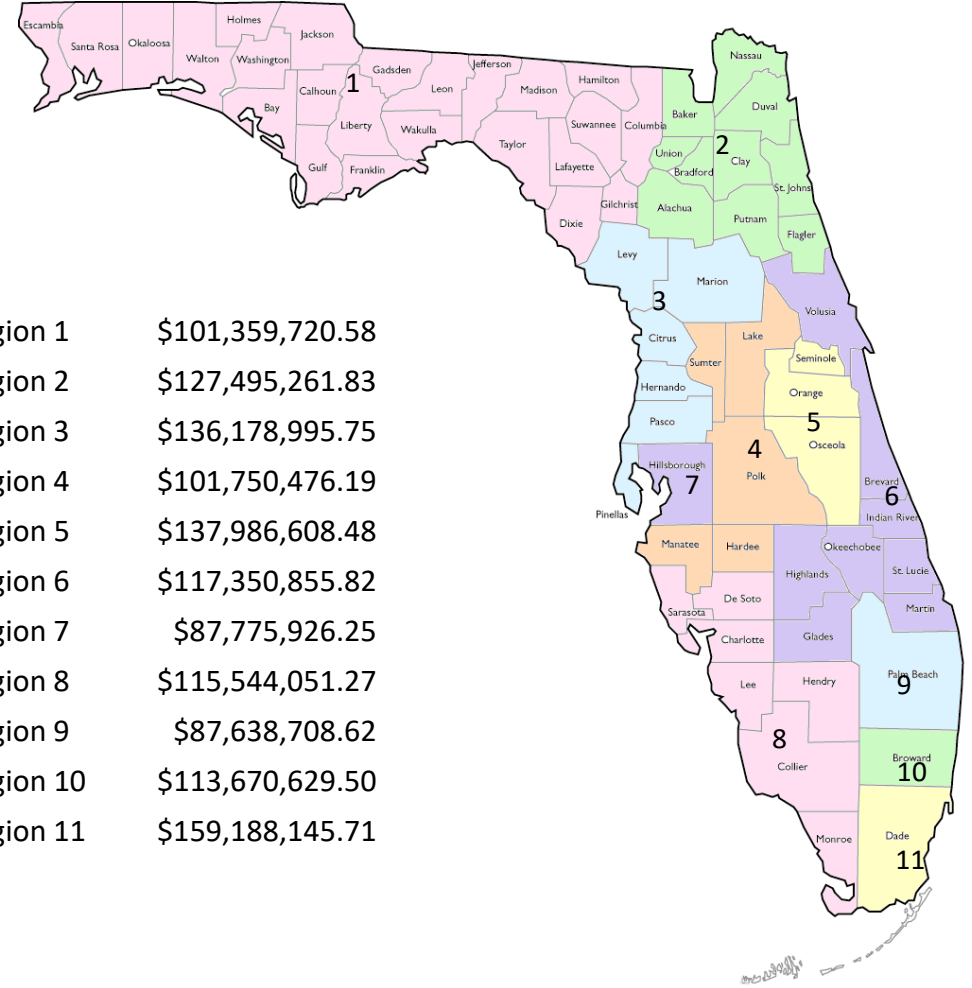 Escambia
Santa Rosa
Okaloosa
Walton
Holmes
Washington
Jackson
Bay
Calhoun
1
Gulf
Liberty
Franklin
Gadsden
Leon
Wakulla
Jefferson
Madison
Taylor
Hamilton
Suwannee
Lafayette
Columbia
Gilchrist
Dixie
Nassau
Baker
Duval
2
Union
Bradford
Clay
St. Johns
Alachua
Putnam
Flagler
Levy
Marion
3
Citrus
Hernando
Pasco
Pinellas
Volusia
Lake
Sumter
Seminole
Orange
5
Osceola
4
Polk
Hillsborough
7
Brevard
6
Indian River
Manatee
Hardee
Highlands
Okeechobee
St. Lucie
Martin
De Soto
Sarasota
Charlotte
Glades
Lee
Hendry
Palm Beach
9
8
Collier
Broward
10
Monroe
Dade
11
gion 1 $101,359,720.58
gion 2 $127,495,261.83
gion 3 $136,178,995.75
gion 4 $101,750,476.19
gion 5 $137,986,608.48
gion 6 $117,350,855.82
gion 7 $87,775,926.25
gion 8 $115,544,051.27
gion 9 $87,638,708.62
gion 10 $113,670,629.50
gion 11 $159,188,145.71